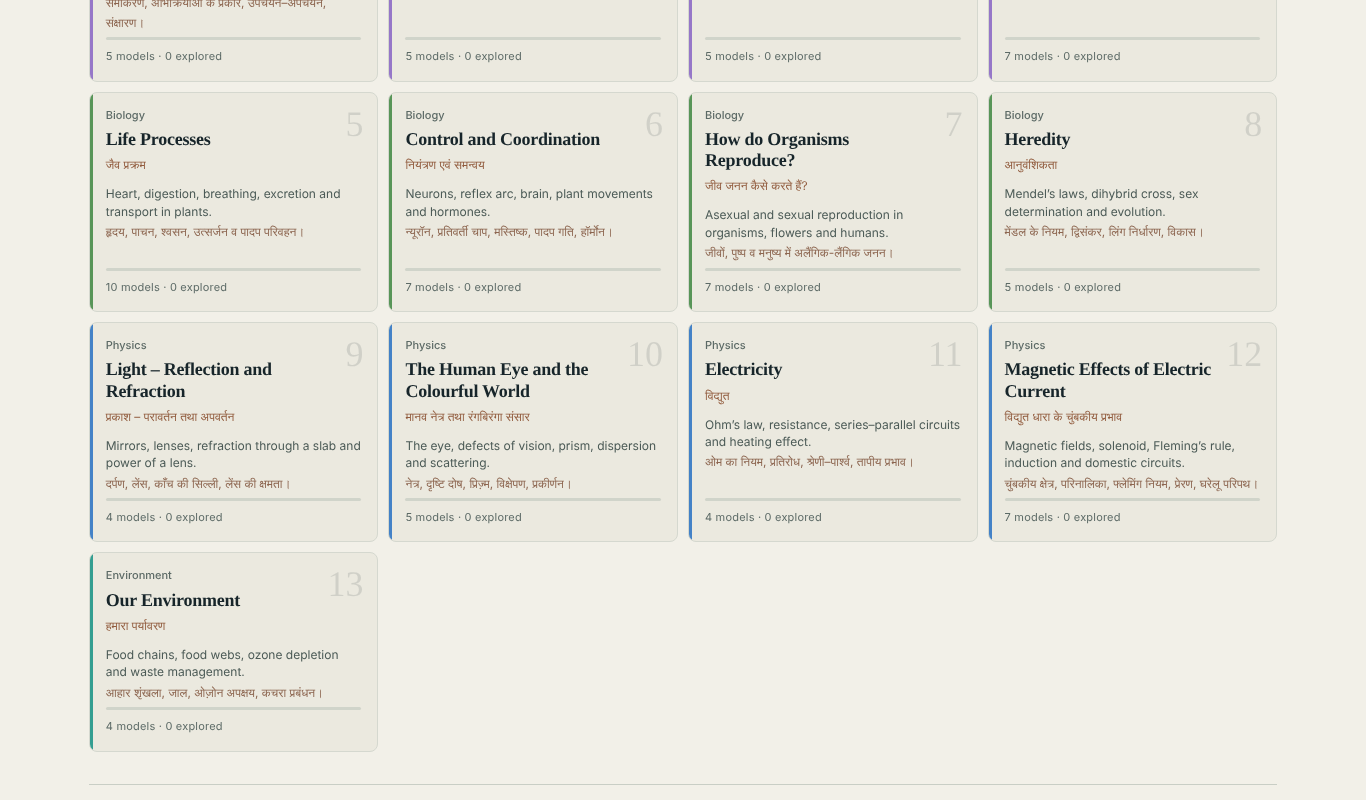 समीकरण, अभिक्रियाओं के प्रकार, उपचयन–अपचयन,
संक्षारण।
5 models · 0 explored
5 models · 0 explored
5 models · 0 explored
7 models · 0 explored
Biology
5
Life Processes
जैव प्रक्रम
Heart, digestion, breathing, excretion and
transport in plants.
हृदय, पाचन, श्वसन, उत्सर्जन व पादप परिवहन।
10 models · 0 explored
Biology
6
Control and Coordination
नियंत्रण एवं समन्वय
Neurons, reflex arc, brain, plant movements
and hormones.
न्यूरॉन, प्रतिवर्ती चाप, मस्तिष्क, पादप गति, हॉर्मोन।
7 models · 0 explored
Biology
7
How do Organisms
Reproduce?
जीव जनन कैसे करते हैं?
Asexual and sexual reproduction in
organisms, flowers and humans.
जीवों, पुष्प व मनुष्य में अलैंगिक-लैंगिक जनन।
7 models · 0 explored
Biology
8
Heredity
आनुवंशिकता
Mendel’s laws, dihybrid cross, sex
determination and evolution.
मेंडल के नियम, द्विसंकर, लिंग निर्धारण, विकास।
5 models · 0 explored
Physics
9
Light – Reflection and
Refraction
प्रकाश – परावर्तन तथा अपवर्तन
Mirrors, lenses, refraction through a slab and
power of a lens.
दर्पण, लेंस, काँच की सिल्ली, लेंस की क्षमता।
4 models · 0 explored
Physics
10
The Human Eye and the
Colourful World
मानव नेत्र तथा रंगबिरंगा संसार
The eye, defects of vision, prism, dispersion
and scattering.
नेत्र, दृष्टि दोष, प्रिज़्म, विक्षेपण, प्रकीर्णन।
5 models · 0 explored
Physics
11
Electricity
विद्युत
Ohm’s law, resistance, series–parallel circuits
and heating effect.
ओम का नियम, प्रतिरोध, श्रेणी–पार्श्व, तापीय प्रभाव।
4 models · 0 explored
Physics
12
Magnetic Effects of Electric
Current
विद्युत धारा के चुंबकीय प्रभाव
Magnetic fields, solenoid, Fleming’s rule,
induction and domestic circuits.
चुंबकीय क्षेत्र, परिनालिका, फ्लेमिंग नियम, प्रेरण, घरेलू परिपथ।
7 models · 0 explored
Environment
13
Our Environment
हमारा पर्यावरण
Food chains, food webs, ozone depletion
and waste management.
आहार शृंखला, जाल, ओज़ोन अपक्षय, कचरा प्रबंधन।
4 models · 0 explored